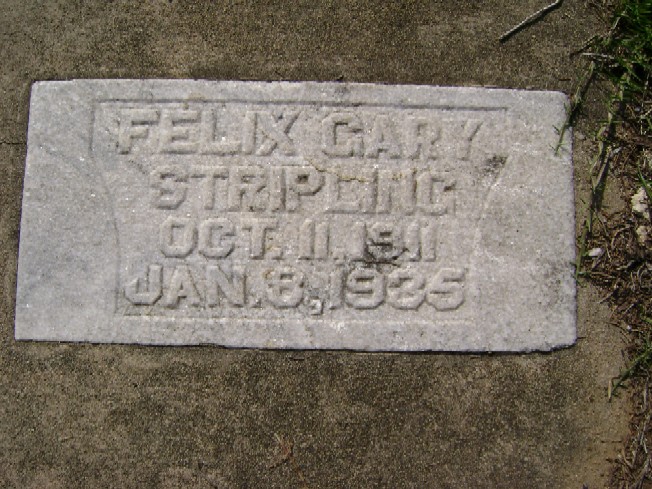 FELIX GARY
STRIPLING
OCT. 11, 1911
JAN. 8, 1935